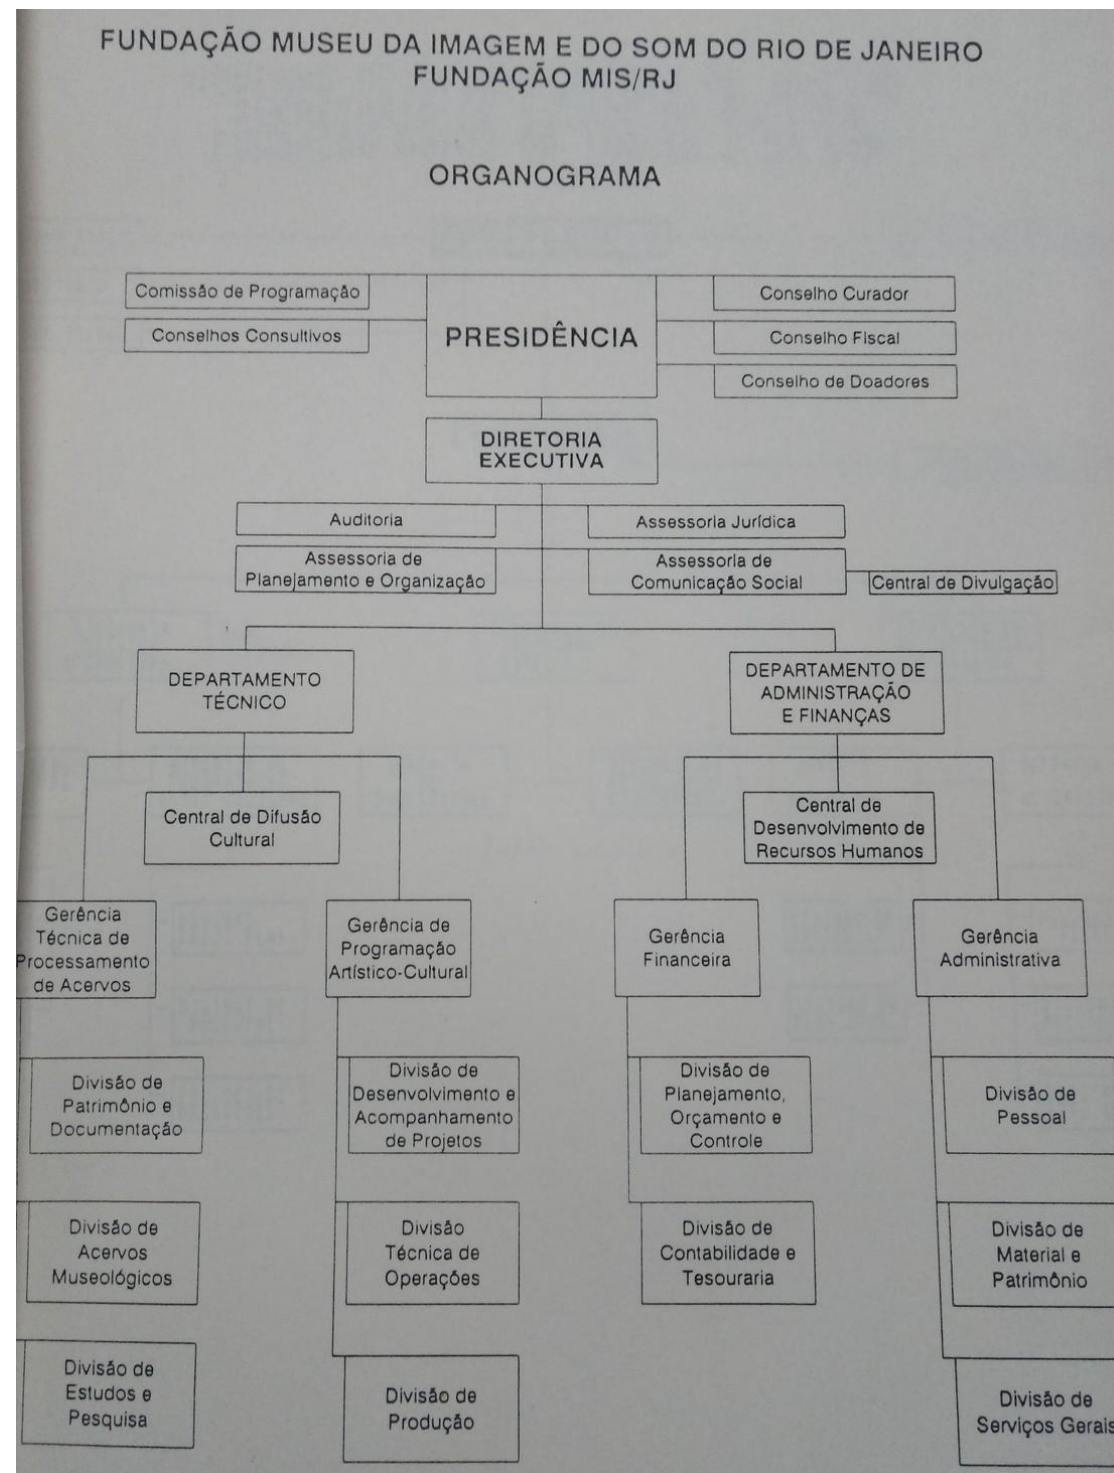 FUNDAÇÃO MUSEU DA IMAGEM E DO SOM DO RIO DE JANEIRO
FUNDAÇÃO MIS/RJ
ORGANOGRAMA
Comissão de Programação
Conselhos Consultivos
PRESIDÊNCIA
Conselho Curador
Conselho Fiscal
Conselho de Doadores
DIRETORIA
EXECUTIVA
Auditoria
Assessoria Jurídica
Assessoria de
Planejamento e Organização
Assessoria de
Comunicação Social
Central de Divulgação
DEPARTAMENTO
TÉCNICO
DEPARTAMENTO DE
ADMINISTRAÇÃO
E FINANÇAS
Central de Difusão
Cultural
Central de
Desenvolvimento de
Recursos Humanos
Gerência
Técnica de
Processamento
de Acervos
Gerência de
Programação
Artístico-Cultural
Gerência
Financeira
Gerência
Administrativa
Divisão de
Patrimônio e
Documentação
Divisão de
Desenvolvimento e
Acompanhamento
de Projetos
Divisão de
Planejamento,
Orçamento e
Controle
Divisão de
Pessoal
Divisão de
Acervos
Museológicos
Divisão
Técnica de
Operações
Divisão de
Contabilidade e
Tesouraria
Divisão de
Material e
Patrimônio
Divisão de
Estudos e
Pesquisa
Divisão de
Produção
Divisão de
Serviços Gerais